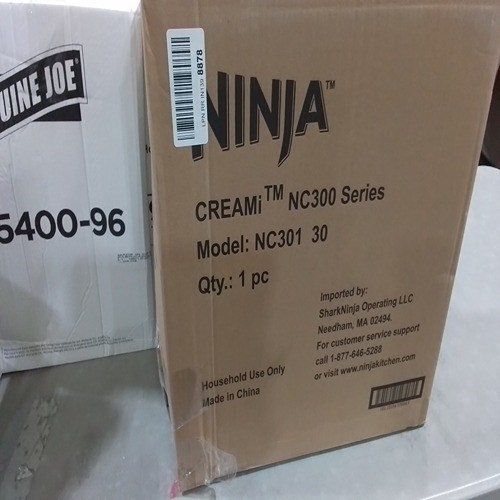 UINE JOE®
5400-96
8878
NINJA™
CREAMi™ NC300 Series
Model: NC301 30
Qty.: 1 pc
Imported by:
SharkNinja Operating LLC
Needham, MA 02494.
For customer service support
call 1-877-646-5288
or visit www.ninjakitchen.com
Household Use Only
Made in China